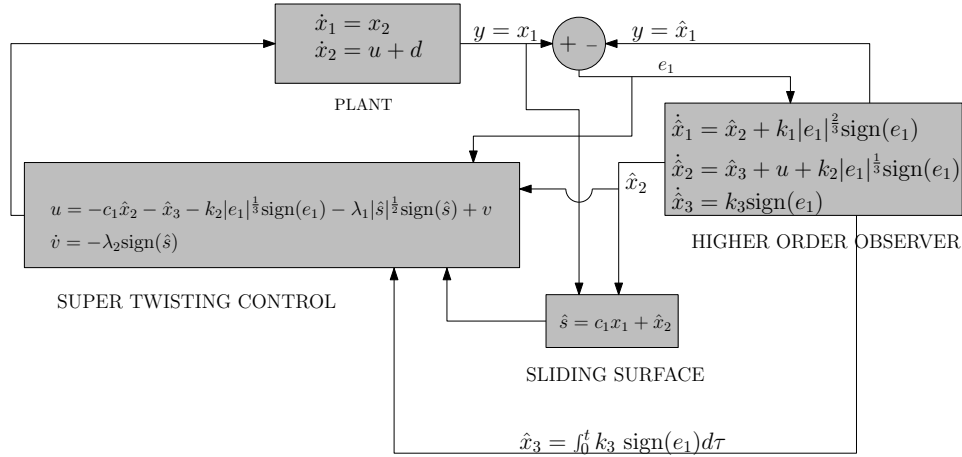 ẋ₁ = x₂
ẋ₂ = u + d
PLANT
y = x₁
+ -
y = x̂₁
e₁
x̂̇₁ = x̂₂ + k₁|e₁|^{2/3}sign(e₁)
x̂̇₂ = x̂₃ + u + k₂|e₁|^{1/3}sign(e₁)
x̂̇₃ = k₃sign(e₁)
HIGHER ORDER OBSERVER
x̂₂
u = −c₁x̂₂ − x̂₃ − k₂|e₁|^{1/3}sign(e₁) − λ₁|ŝ|^{1/2}sign(ŝ) + v
v̇ = −λ₂sign(ŝ)
SUPER TWISTING CONTROL
ŝ = c₁x₁ + x̂₂
SLIDING SURFACE
x̂₃ = ∫₀ᵗ k₃ sign(e₁)dτ